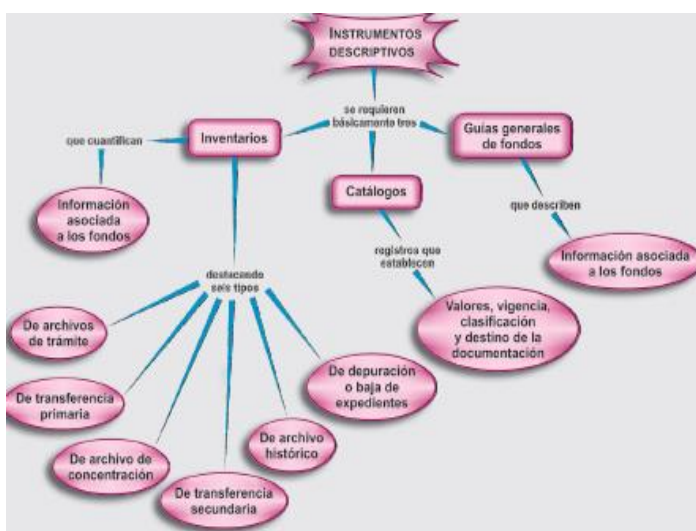 INSTRUMENTOS
DESCRIPTIVOS
se requieren
básicamente tres
que cuantifican
Inventarios
Guías generales
de fondos
Información
asociada
a los fondos
Catálogos
que describen
registros que
establecen
Información asociada
a los fondos
destacando
seis tipos
Valores, vigencia,
clasificación
y destino de la
documentación
De archivos
de trámite
De depuración
o baja de
expedientes
De transferencia
primaria
De archivo
histórico
De archivo de
concentración
De transferencia
secundaria